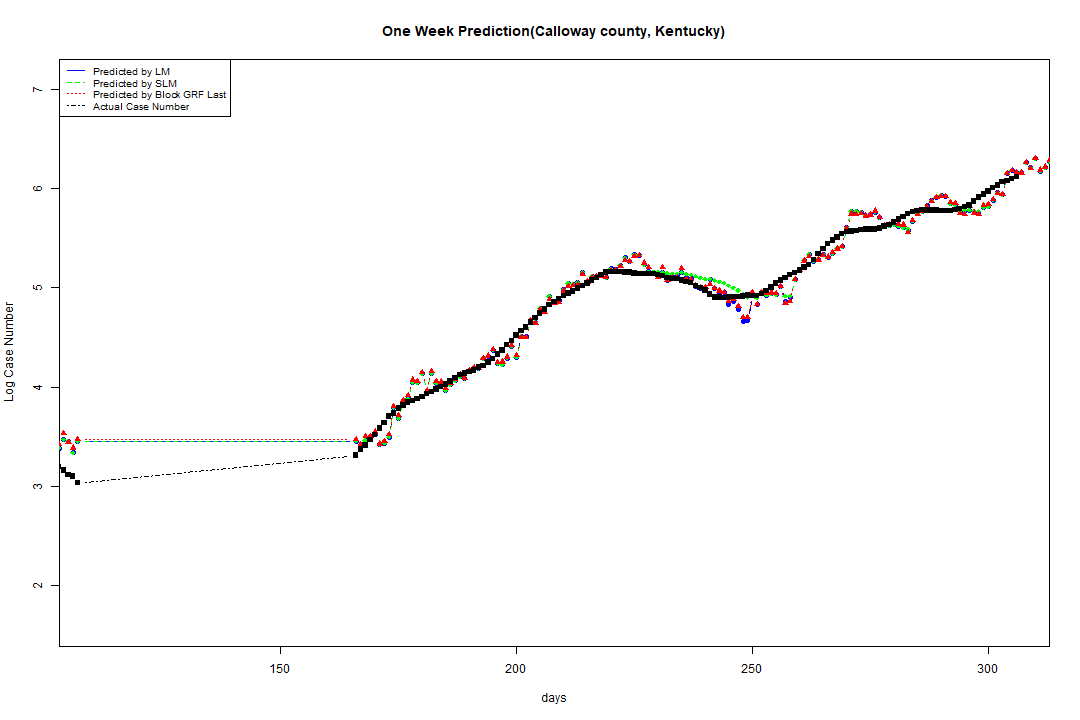 One Week Prediction(Calloway county, Kentucky)
Predicted by LM
Predicted by SLM
Predicted by Block GRF Last
Actual Case Number
7
6
5
4
3
2
Log Case Number
150 200 250 300
days